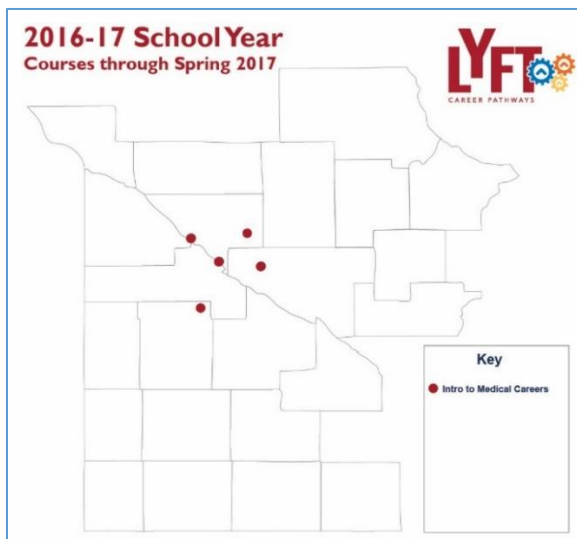 2016-17 School Year
Courses through Spring 2017
LYFT
CAREER PATHWAYS
Key
Intro to Medical Careers